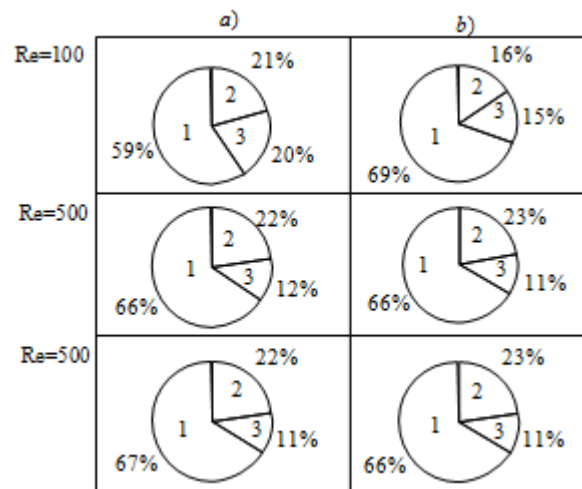 a) b)
Re=100 21% 16%
2 2
1 3 1 3 15%
59% 20% 69%
Re=500 22% 23%
2 2
1 3 1 3
66% 12% 66% 11%
Re=500 22% 23%
2 2
1 3 1 3
67% 11% 66% 11%